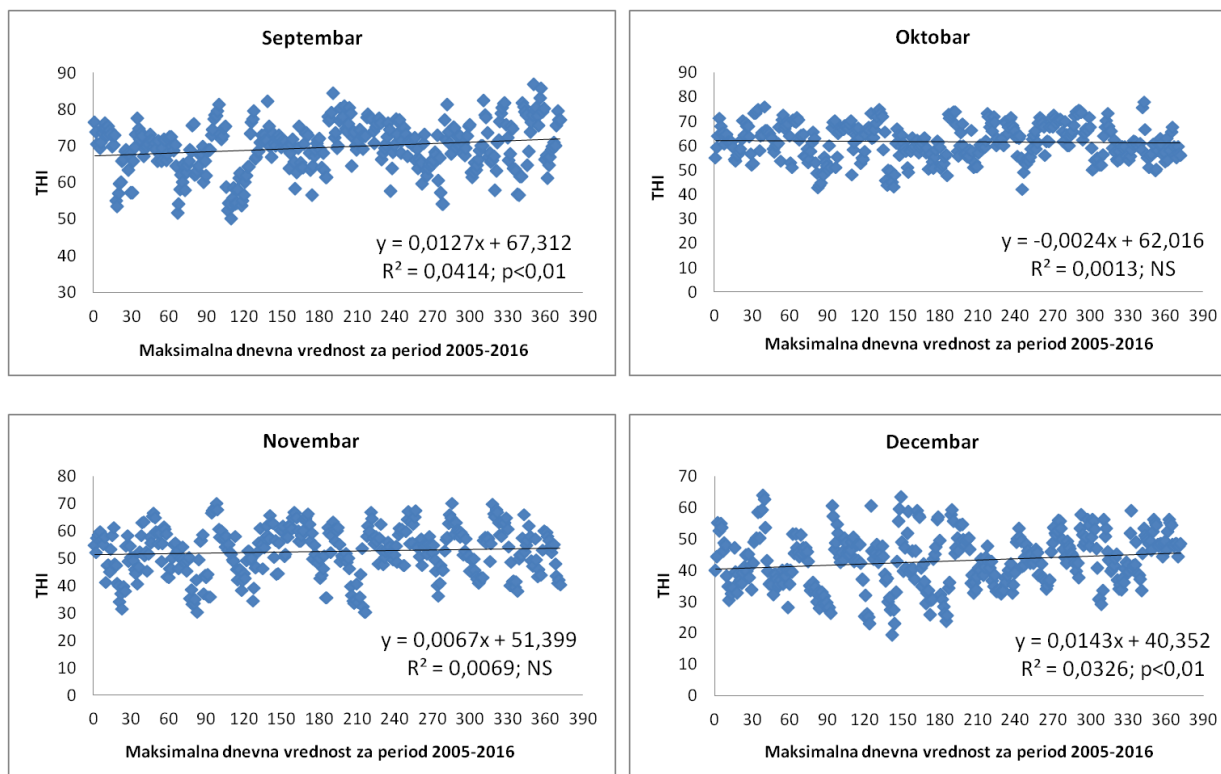 Septembar
90
80
70
60
50
40
30
THI
y = 0,0127x + 67,312
R² = 0,0414; p<0,01
0 30 60 90 120 150 180 210 240 270 300 330 360 390
Maksimalna dnevna vrednost za period 2005-2016
Oktobar
90
80
70
60
50
40
30
20
10
0
THI
y = -0,0024x + 62,016
R² = 0,0013; NS
0 30 60 90 120 150 180 210 240 270 300 330 360 390
Maksimalna dnevna vrednost za period 2005-2016
Novembar
80
70
60
50
40
30
20
10
0
THI
y = 0,0067x + 51,399
R² = 0,0069; NS
0 30 60 90 120 150 180 210 240 270 300 330 360 390
Maksimalna dnevna vrednost za period 2005-2016
Decembar
70
60
50
40
30
20
10
0
THI
y = 0,0143x + 40,352
R² = 0,0326; p<0,01
0 30 60 90 120 150 180 210 240 270 300 330 360 390
Maksimalna dnevna vrednost za period 2005-2016